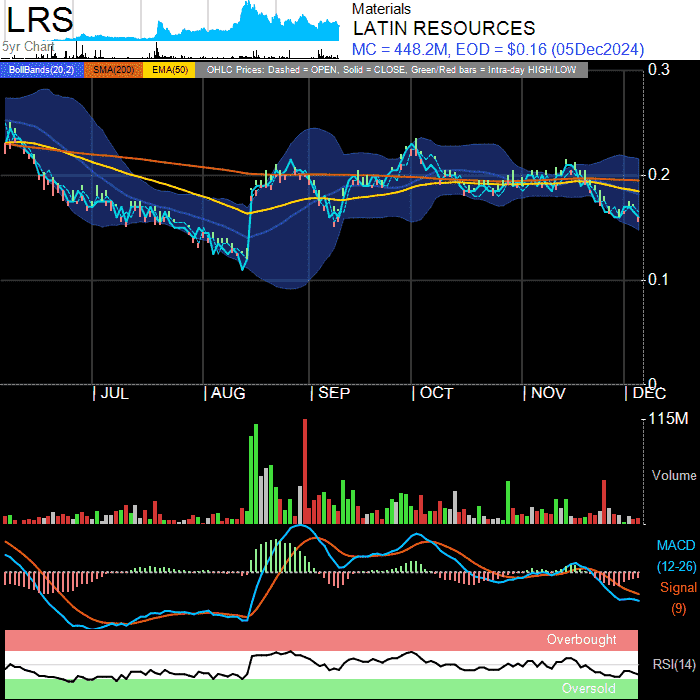 LRS
5yr Chart
Materials
LATIN RESOURCES
MC = 448.2M, EOD = $0.16 (05Dec2024)
BollBands(20,2) SMA(200) EMA(50) OHLC Prices: Dashed = OPEN, Solid = CLOSE, Green/Red bars = Intra-day HIGH/LOW
0.3
0.2
0.1
0
JUL AUG SEP OCT NOV DEC
115M
Volume
MACD
(12-26)
Signal
(9)
Overbought
RSI(14)
Oversold